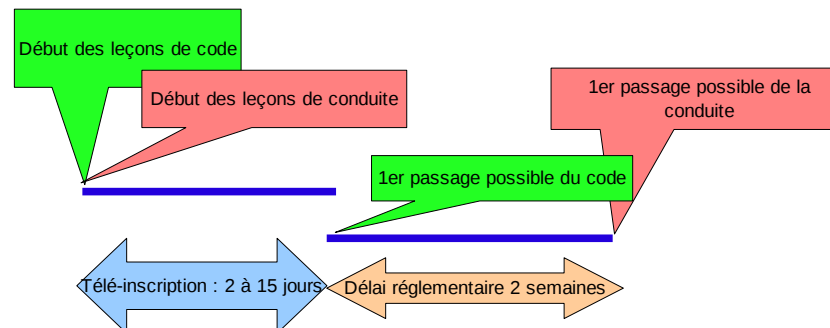 Début des leçons de code
Début des leçons de conduite
1er passage possible de la
conduite
1er passage possible du code
Télé-inscription : 2 à 15 jours
Délai réglementaire 2 semaines